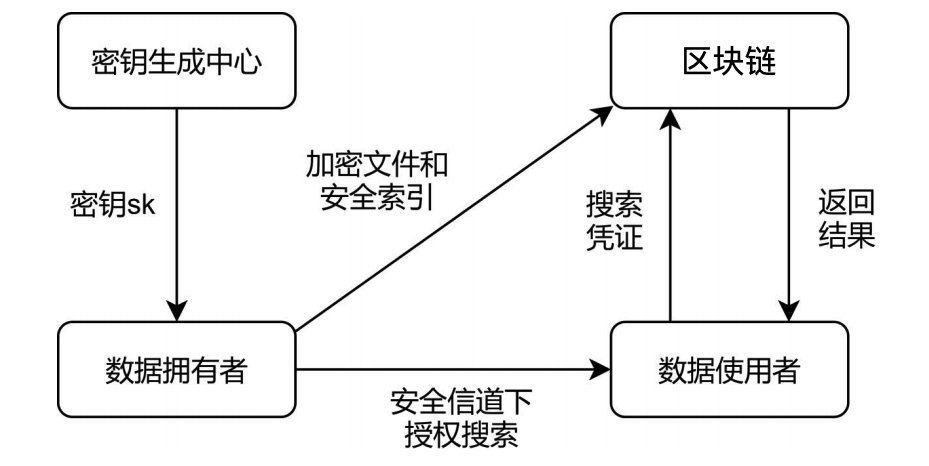 密钥生成中心
区块链
加密文件和
安全索引
密钥sk
搜索
凭证
返回
结果
数据拥有者
数据使用者
安全信道下
授权搜索